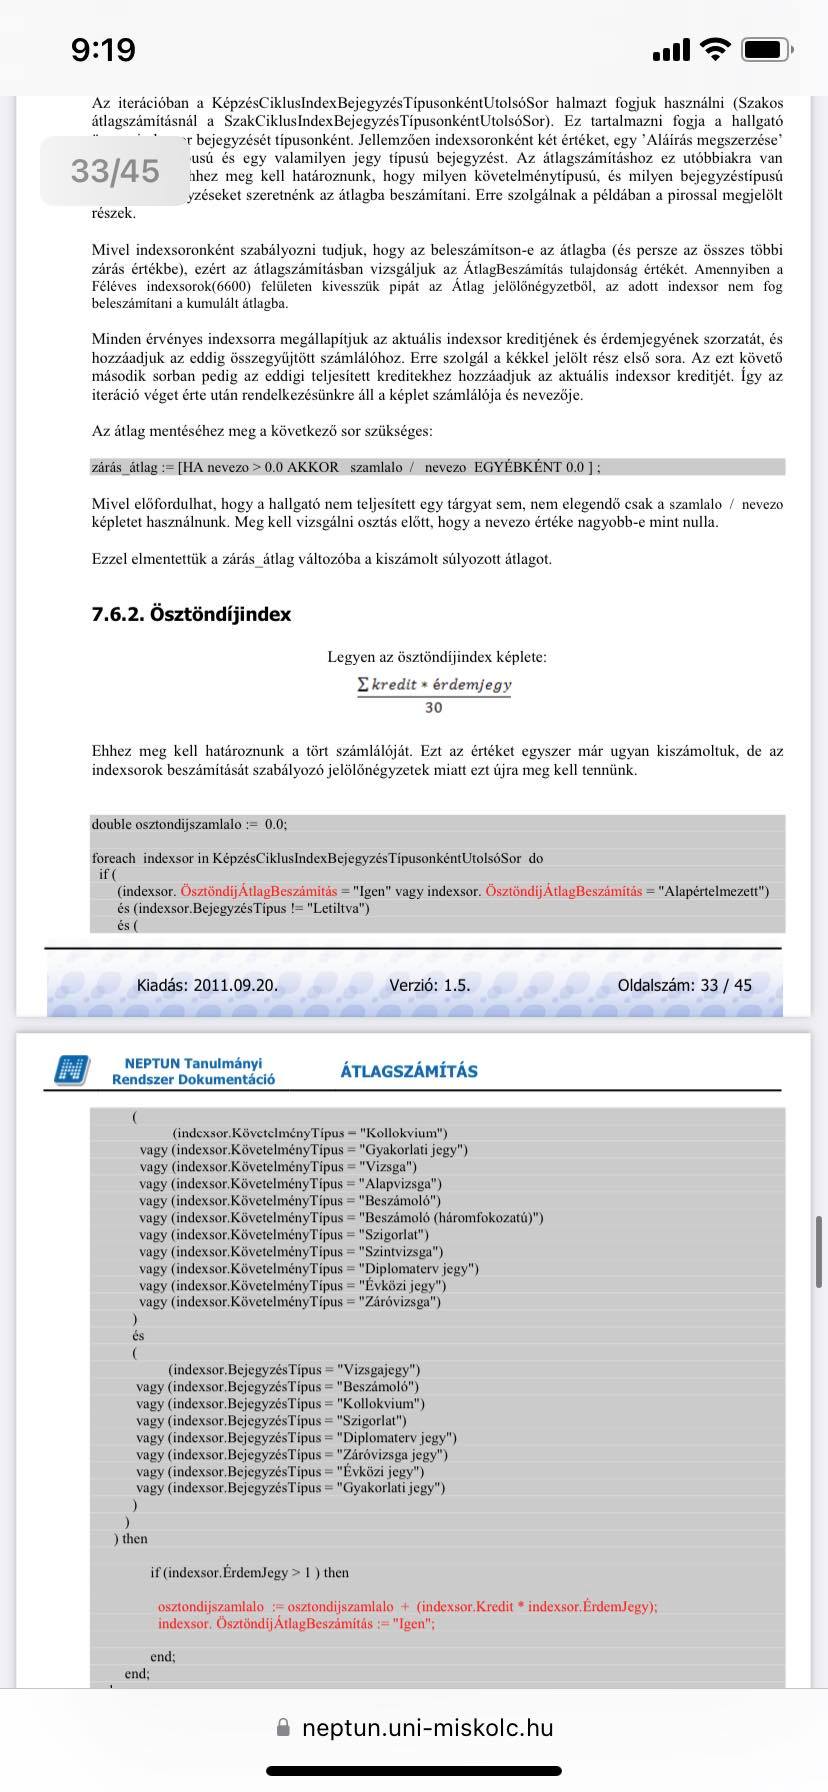 9:19
Az iterációban a KépzésCiklusIndexBejegyzésTípusonkéntUtolsóSor halmazt fogjuk használni (Szakos
átlagszámításnál a SzakCiklusIndexBejegyzésTípusonkéntUtolsóSor). Ez tartalmazni fogja a hallgató
bejegyzését típusonként. Jellemzően indexsoronként két értéket, egy 'Aláírás megszerzése'
33/45
és egy valamilyen jegy típusú bejegyzést. Az átlagszámításhoz ez utóbbiakra van
meg kell határoznunk, hogy milyen követelménytípusú, és milyen bejegyzéstípusú
szeretnénk az átlagba beszámítani. Erre szolgálnak a példában a pirossal megjelölt
részek.
Mivel indexsoronként szabályozni tudjuk, hogy az beleszámítson-e az átlagba (és persze az összes többi
zárás értékbe), ezért az átlagszámításban vizsgáljuk az ÁtlagBeszámítás tulajdonság értékét. Amennyiben a
Féléves indexsorok(6600) felületen kivesszük pipát az Átlag jelölőnégyzetből, az adott indexsor nem fog
beleszámítani a kumulált átlagba.
Minden érvényes indexsorra megállapítjuk az aktuális indexsor kreditjének és érdemjegyének szorzatát, és
hozzáadjuk az eddig összegyűjtött számlálóhoz. Erre szolgál a kékkel jelölt rész első sora. Az ezt követő
második sorban pedig az eddigi teljesített kreditekhez hozzáadjuk az aktuális indexsor kreditjét. Így az
iteráció véget érte után rendelkezésünkre áll a képlet számlálója és nevezője.
Az átlag mentéséhez meg a következő sor szükséges:
zárás_átlag := [HA nevezo > 0.0 AKKOR szamlalo / nevezo EGYÉBKÉNT 0.0 ] ;
Mivel előfordulhat, hogy a hallgató nem teljesített egy tárgyat sem, nem elegendő csak a szamlalo / nevezo
képletet használnunk. Meg kell vizsgálni osztás előtt, hogy a nevezo értéke nagyobb-e mint nulla.
Ezzel elmentettük a zárás_átlag változóba a kiszámolt súlyozott átlagot.
7.6.2. Ösztöndíjindex
Legyen az ösztöndíjindex képlete:
∑ kredit * érdemjegy
30
Ehhez meg kell határoznunk a tört számlálóját. Ezt az értéket egyszer már ugyan kiszámoltuk, de az
indexsorok beszámítását szabályozó jelölőnégyzetek miatt ezt újra meg kell tennünk.
double osztondijszamlalo := 0.0;
foreach indexsor in KépzésCiklusIndexBejegyzésTípusonkéntUtolsóSor do
if (
(indexsor. ÖsztöndíjÁtlagBeszámítás = "Igen" vagy indexsor. ÖsztöndíjÁtlagBeszámítás = "Alapértelmezett")
és (indexsor.BejegyzésTípus != "Letiltva")
és (
Kiadás: 2011.09.20. Verzió: 1.5. Oldalszám: 33 / 45
NEPTUN Tanulmányi
Rendszer Dokumentáció
ÁTLAGSZÁMÍTÁS
(
(indexsor.KövetelményTípus = "Kollokvium")
vagy (indexsor.KövetelményTípus = "Gyakorlati jegy")
vagy (indexsor.KövetelményTípus = "Vizsga")
vagy (indexsor.KövetelményTípus = "Alapvizsga")
vagy (indexsor.KövetelményTípus = "Beszámoló")
vagy (indexsor.KövetelményTípus = "Beszámoló (háromfokozatú)")
vagy (indexsor.KövetelményTípus = "Szigorlat")
vagy (indexsor.KövetelményTípus = "Szintvizsga")
vagy (indexsor.KövetelményTípus = "Diplomaterv jegy")
vagy (indexsor.KövetelményTípus = "Évközi jegy")
vagy (indexsor.KövetelményTípus = "Záróvizsga")
)
és
(
(indexsor.BejegyzésTípus = "Vizsgajegy")
vagy (indexsor.BejegyzésTípus = "Beszámoló")
vagy (indexsor.BejegyzésTípus = "Kollokvium")
vagy (indexsor.BejegyzésTípus = "Szigorlat")
vagy (indexsor.BejegyzésTípus = "Diplomaterv jegy")
vagy (indexsor.BejegyzésTípus = "Záróvizsga jegy")
vagy (indexsor.BejegyzésTípus = "Évközi jegy")
vagy (indexsor.BejegyzésTípus = "Gyakorlati jegy")
)
)
) then
if (indexsor.ÉrdemJegy > 1 ) then
osztondijszamlalo := osztondijszamlalo + (indexsor.Kredit * indexsor.ÉrdemJegy);
indexsor. ÖsztöndíjÁtlagBeszámítás := "Igen";
end;
end;
neptun.uni-miskolc.hu